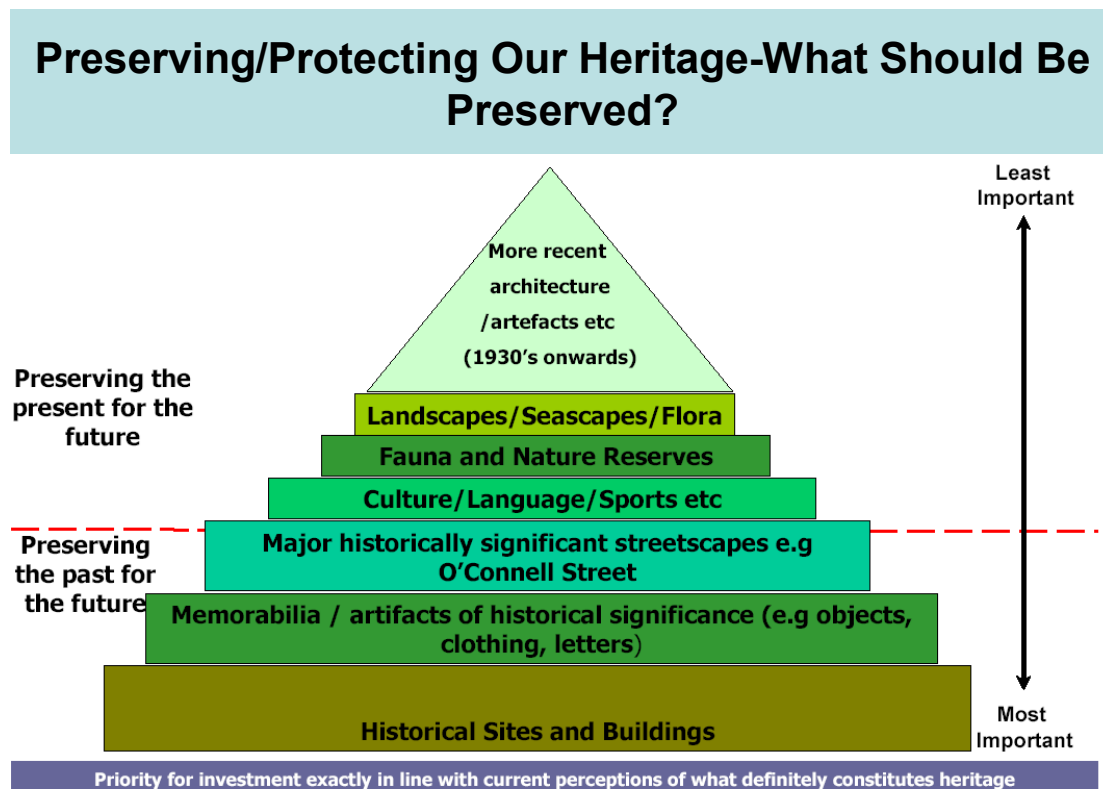 Preserving/Protecting Our Heritage-What Should Be
Preserved?
Least
Important
More recent
architecture
/artefacts etc
(1930's onwards)
Preserving the
present for the
future
Landscapes/Seascapes/Flora
Fauna and Nature Reserves
Culture/Language/Sports etc
Preserving
the past for
the future
Major historically significant streetscapes e.g
O'Connell Street
Memorabilia / artifacts of historical significance (e.g objects,
clothing, letters)
Historical Sites and Buildings
Most
Important
Priority for investment exactly in line with current perceptions of what definitely constitutes heritage